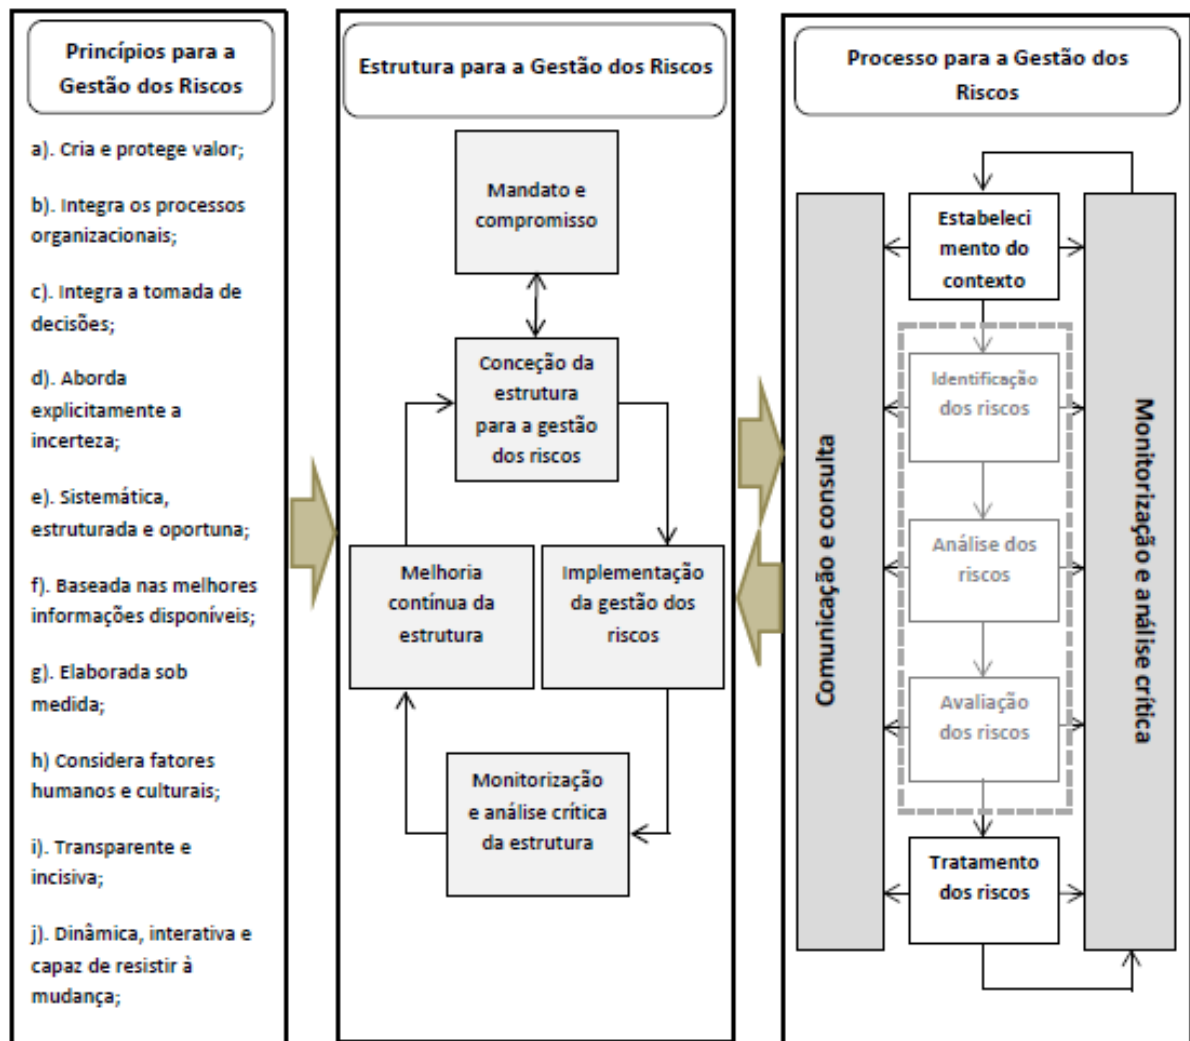 Princípios para a
Gestão dos Riscos
a). Cria e protege valor;
b). Integra os processos
organizacionais;
c). Integra a tomada de
decisões;
d). Aborda
explicitamente a
incerteza;
e). Sistemática,
estruturada e oportuna;
f). Baseada nas melhores
informações disponíveis;
g). Elaborada sob
medida;
h) Considera fatores
humanos e culturais;
i). Transparente e
incisiva;
j). Dinâmica, interativa e
capaz de resistir à
mudança;
Estrutura para a Gestão dos Riscos
Mandato e
compromisso
Conceção da
estrutura
para a gestão
dos riscos
Melhoria
contínua da
estrutura
Implementação
da gestão dos
riscos
Monitorização
e análise crítica
da estrutura
Processo para a Gestão dos
Riscos
Comunicação e consulta
Estabeleci
mento do
contexto
Identificação
dos riscos
Análise dos
riscos
Avaliação
dos riscos
Tratamento
dos riscos
Monitorização e análise crítica